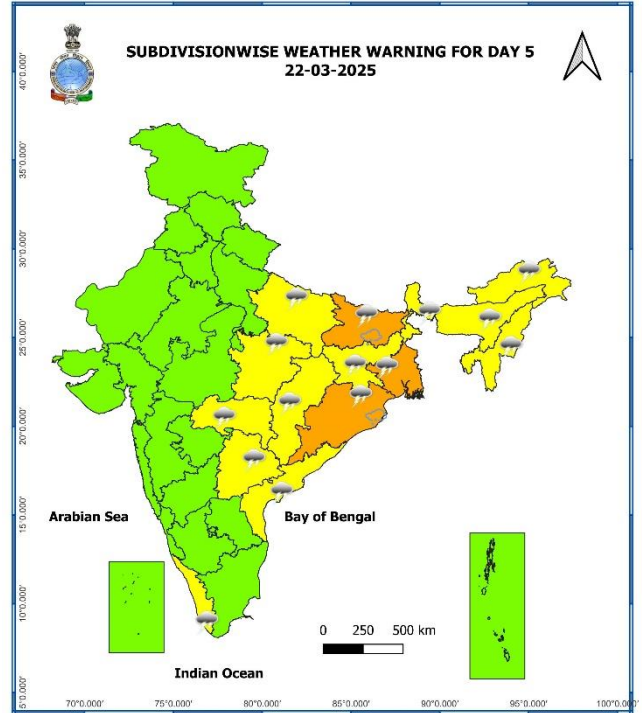 SUBDIVISIONWISE WEATHER WARNING FOR DAY 5
22-03-2025
40°0.000'
35°0.000'
30°0.000'
25°0.000'
20°0.000'
15°0.000'
10°0.000'
5°0.000'
Arabian Sea
Bay of Bengal
0 250 500 km
Indian Ocean
70°0.000' 75°0.000' 80°0.000' 85°0.000' 90°0.000' 95°0.000' 100°0.000'